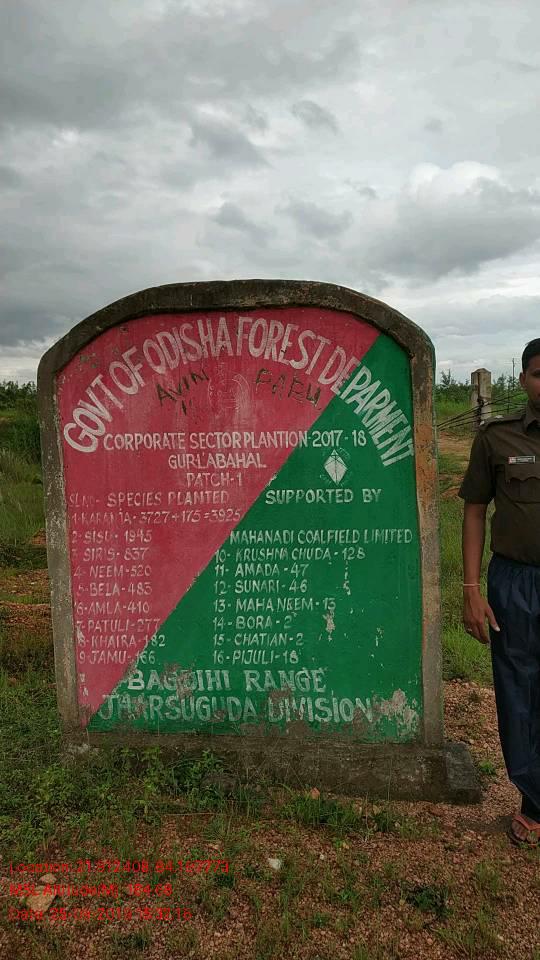 GOVT OF ODISHA FOREST DEPARMENT
AVIN PABU
CORPORATE SECTOR PLANTION-2017-18
GURLABAHAL
PATCH-1
SL.NO- SPECIES PLANTED SUPPORTED BY
1-KARANJA-3727+175=3925
2-SISU-1945 MAHANADI COALFIELD LIMITED
3-SIRIS-837 10-KRUSHNA CHUDA-128
4-NEEM-520 11-AMADA-47
5-BELA-483 12-SUNARI-46
6-AMLA-410 13-MAHA NEEM-13
7-PATULI-277 14-BORA-2
8-KHAIRA-182 15-CHATIAN-2
9-JAMU-166 16-PIJULI-18
BAGDIHI RANGE
JHARSUGUDA DIVISION